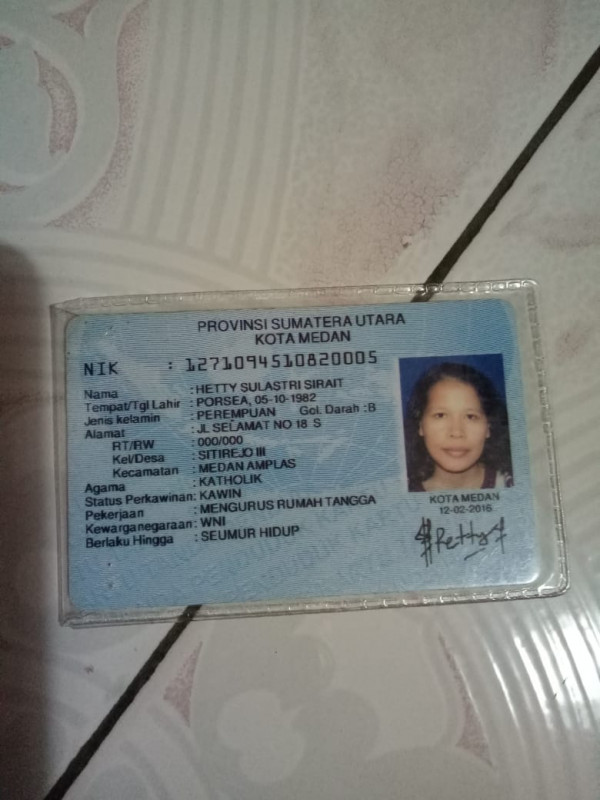 PROVINSI SUMATERA UTARA
KOTA MEDAN
NIK : 1271094510820005
Nama : HETTY SULASTRI SIRAIT
Tempat/Tgl Lahir : PORSEA, 05-10-1982
Jenis kelamin : PEREMPUAN Gol. Darah :B
Alamat : JL SELAMAT NO 18 S
RT/RW : 000/000
Kel/Desa : SITIREJO III
Kecamatan : MEDAN AMPLAS
Agama : KATHOLIK
Status Perkawinan: KAWIN
Pekerjaan : MENGURUS RUMAH TANGGA
Kewarganegaraan: WNI
Berlaku Hingga : SEUMUR HIDUP
KOTA MEDAN
12-02-2016